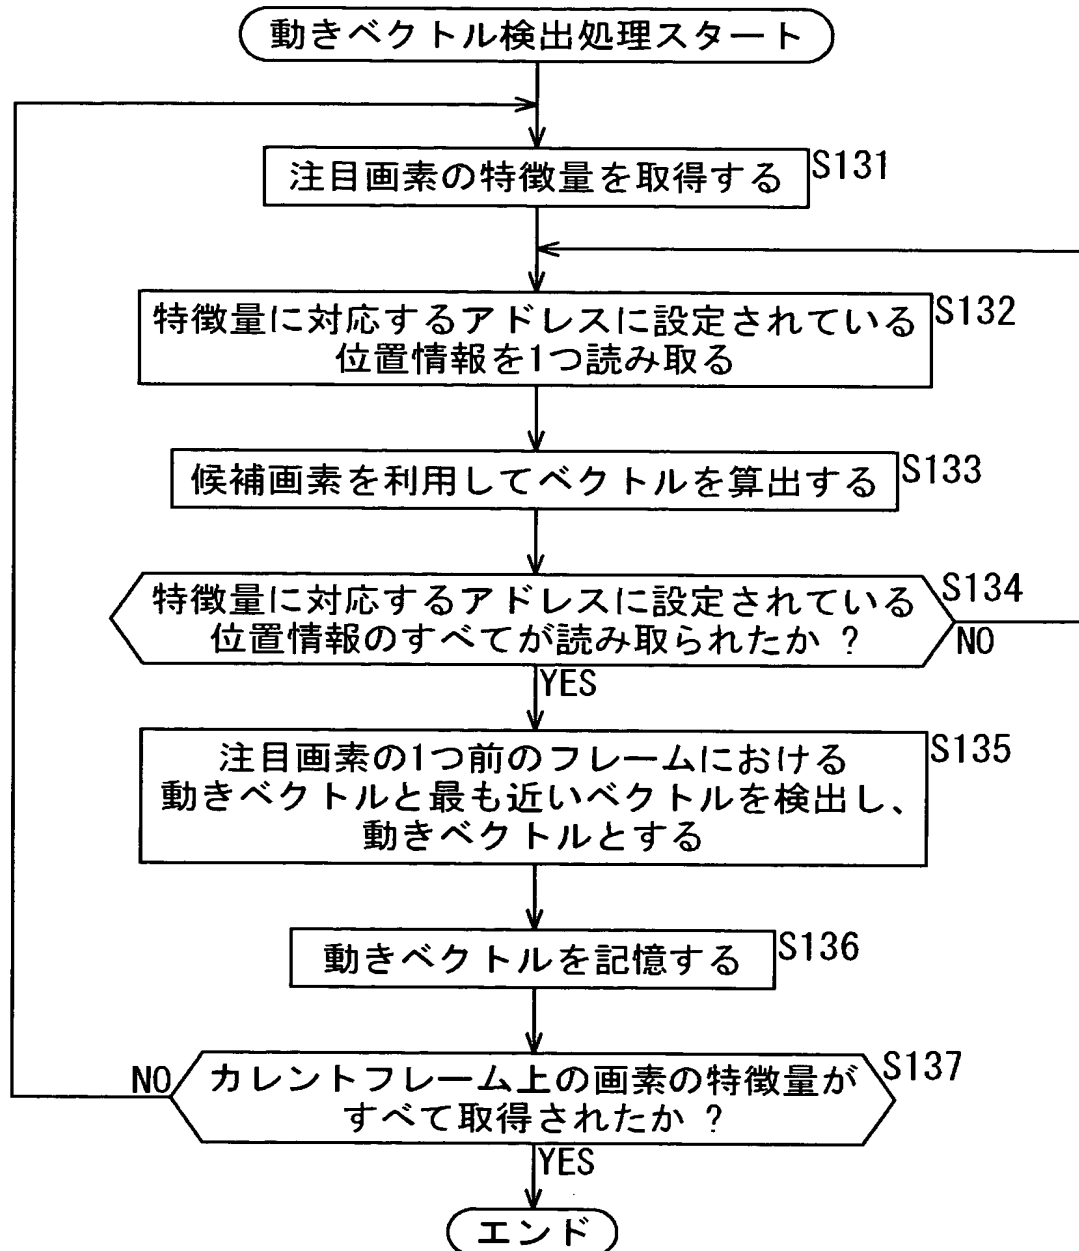 動きベクトル検出処理スタート
注目画素の特徴量を取得する
S131
特徴量に対応するアドレスに設定されている
位置情報を1つ読み取る
S132
候補画素を利用してベクトルを算出する
S133
特徴量に対応するアドレスに設定されている
位置情報のすべてが読み取られたか ?
S134
NO
YES
注目画素の1つ前のフレームにおける
動きベクトルと最も近いベクトルを検出し、
動きベクトルとする
S135
動きベクトルを記憶する
S136
NO
カレントフレーム上の画素の特徴量が
すべて取得されたか ?
S137
YES
エンド